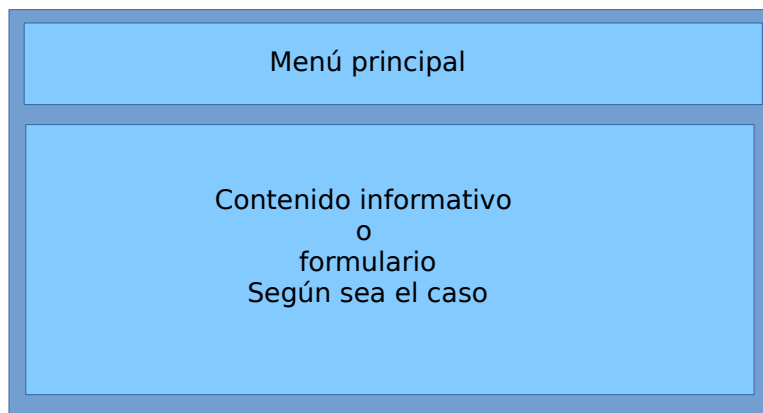 Menú principal
Contenido informativo
o
formulario
Según sea el caso